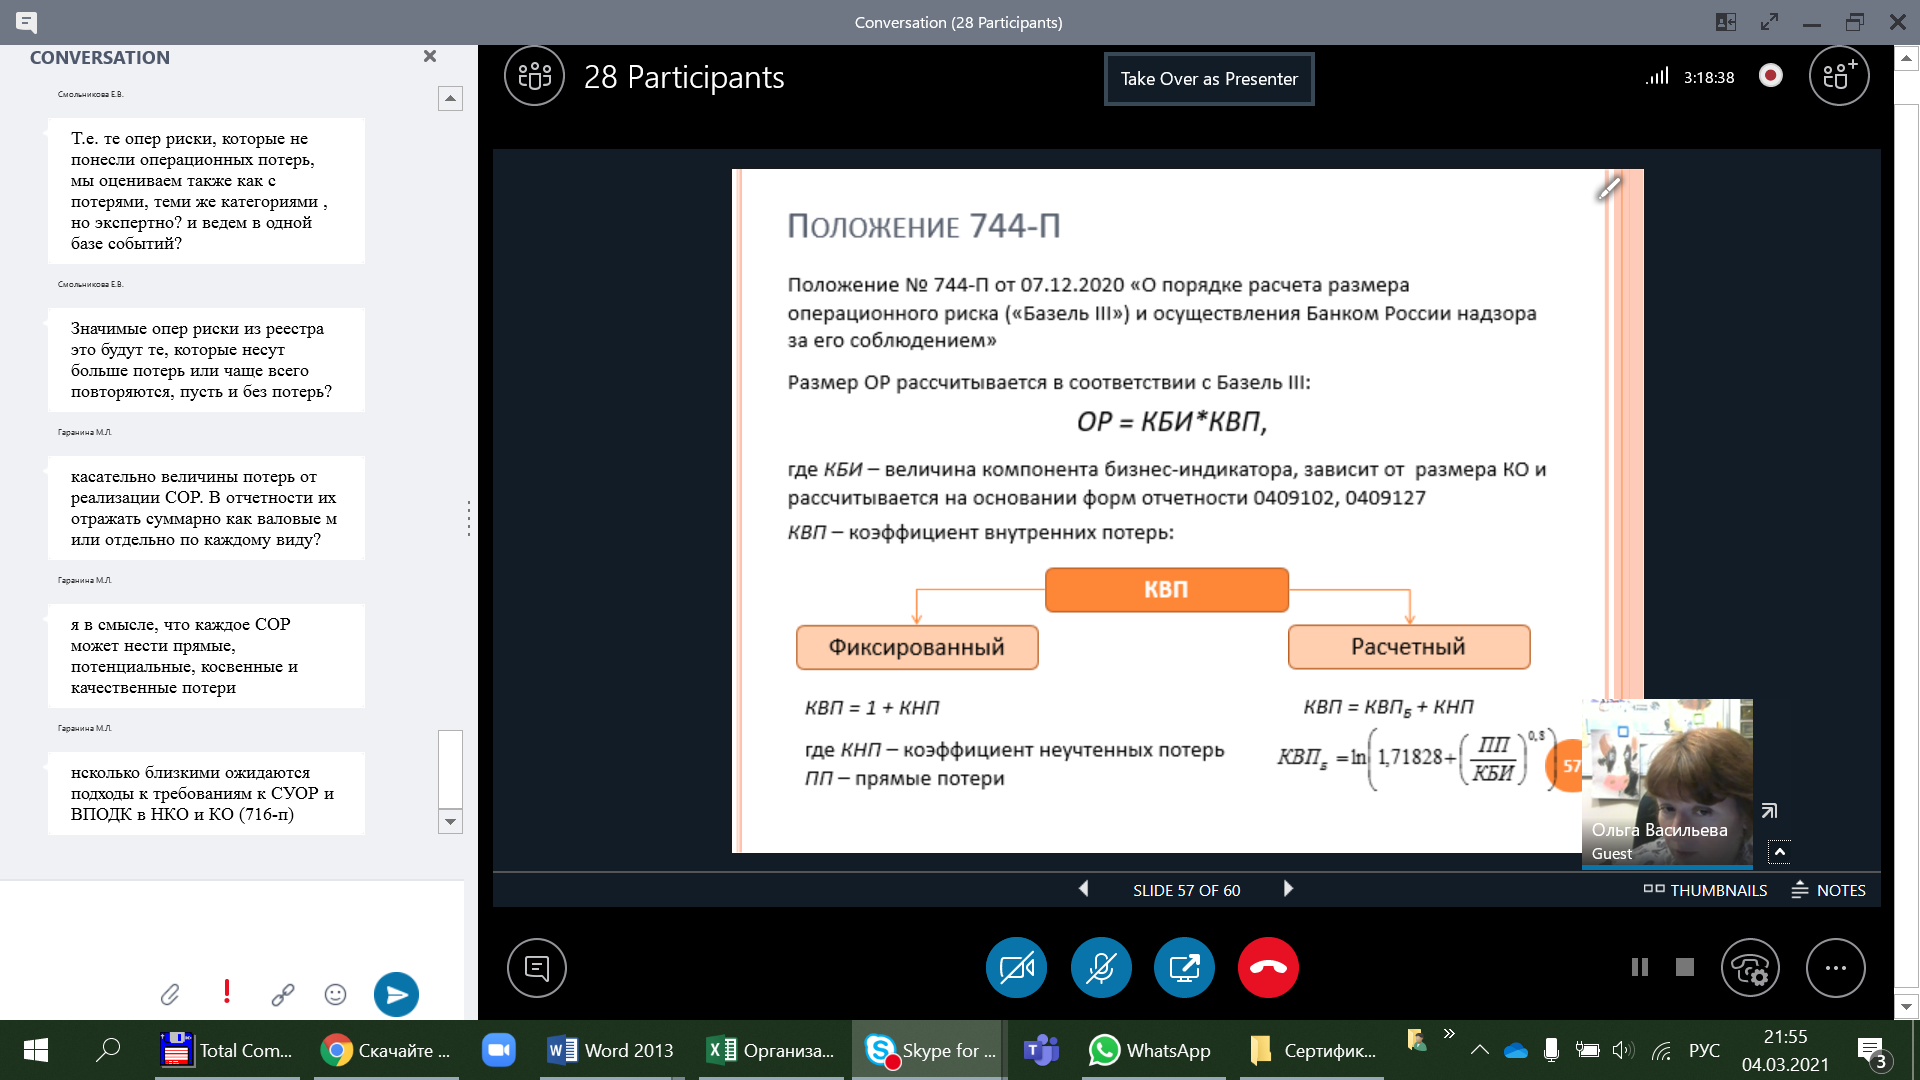 Conversation (28 Participants)
CONVERSATION
Смольникова Е.В.
Т.е. те опер риски, которые не
понесли операционных потерь,
мы оцениваем также как с
потерями, теми же категориями ,
но экспертно? и ведем в одной
базе событий?
Смольникова Е.В.
Значимые опер риски из реестра
это будут те, которые несут
больше потерь или чаще всего
повторяются, пусть и без потерь?
Гаранина М.Л.
касательно величины потерь от
реализации СОР. В отчетности их
отражать суммарно как валовые м
или отдельно по каждому виду?
Гаранина М.Л.
я в смысле, что каждое СОР
может нести прямые,
потенциальные, косвенные и
качественные потери
Гаранина М.Л.
нсколько близкими ожидаются
подходы к требованиям к СУОР и
ВПОДК в НКО и КО (716-п)
28 Participants
Take Over as Presenter
3:18:38
ПОЛОЖЕНИЕ 744-П
Положение № 744-П от 07.12.2020 «О порядке расчета размера
операционного риска («Базель III») и осуществления Банком России надзора
за его соблюдением»
Размер ОР рассчитывается в соответствии с Базель III:
ОР = КБИ*КВП,
где КБИ – величина компонента бизнес-индикатора, зависит от размера КО и
рассчитывается на основании форм отчетности 0409102, 0409127
КВП – коэффициент внутренних потерь:
КВП
Фиксированный
Расчетный
КВП = 1 + КНП
где КНП – коэффициент неучтенных потерь
ПП – прямые потери
КВП = КВПБ + КНП
КВПБ = ln(1,71828+(ПП/КБИ)^0,8)
57
Ольга Васильева
Guest
SLIDE 57 OF 60
THUMBNAILS
NOTES
Total Com...
Скачайте ...
Word 2013
Организа...
Skype for ...
WhatsApp
Сертифик...
РУС
21:55
04.03.2021
3